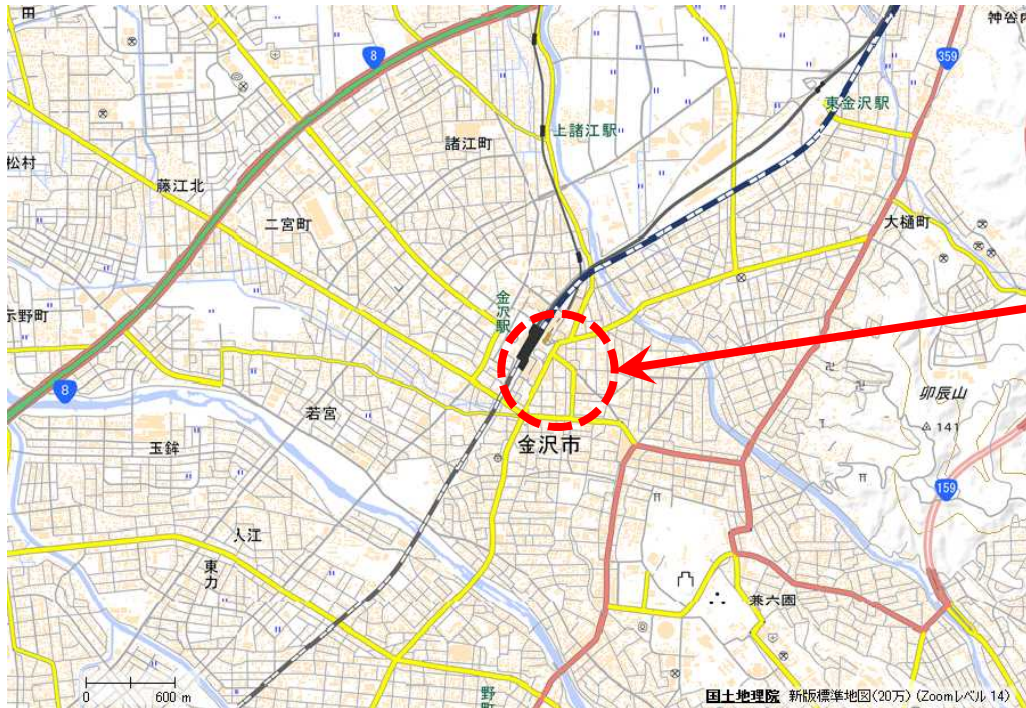 田
8
359
神谷内
東金沢駅
上諸江駅
諸江町
松村
藤江北
二宮町
大樋町
金沢駅
示野町
8
若宮
卯辰山
141
玉鉾
金沢市
159
入江
東力
兼六園
0 600 m
野町
国土地理院 新版標準地図(20万) (Zoomレベル 14)